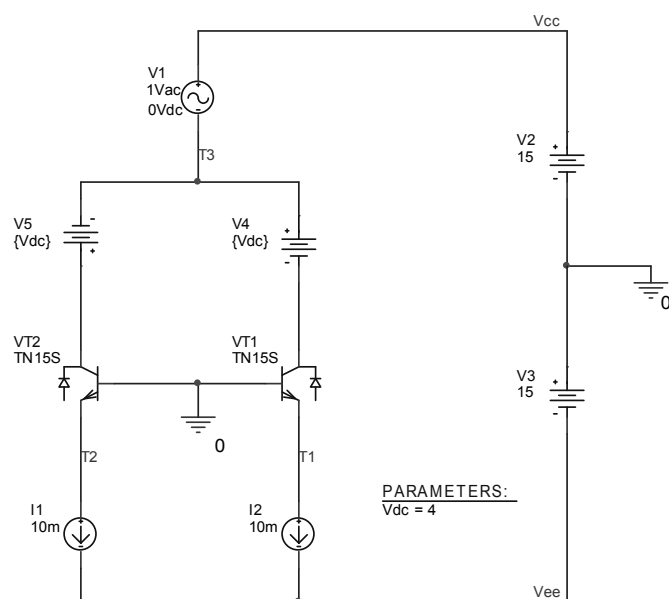 Vcc
V1
1Vac
0Vdc
T3
V2
15
V5
{Vdc}
V4
{Vdc}
0
VT2
TN15S
VT1
TN15S
V3
15
0
T2
T1
PARAMETERS:
Vdc = 4
I1
10m
I2
10m
Vee